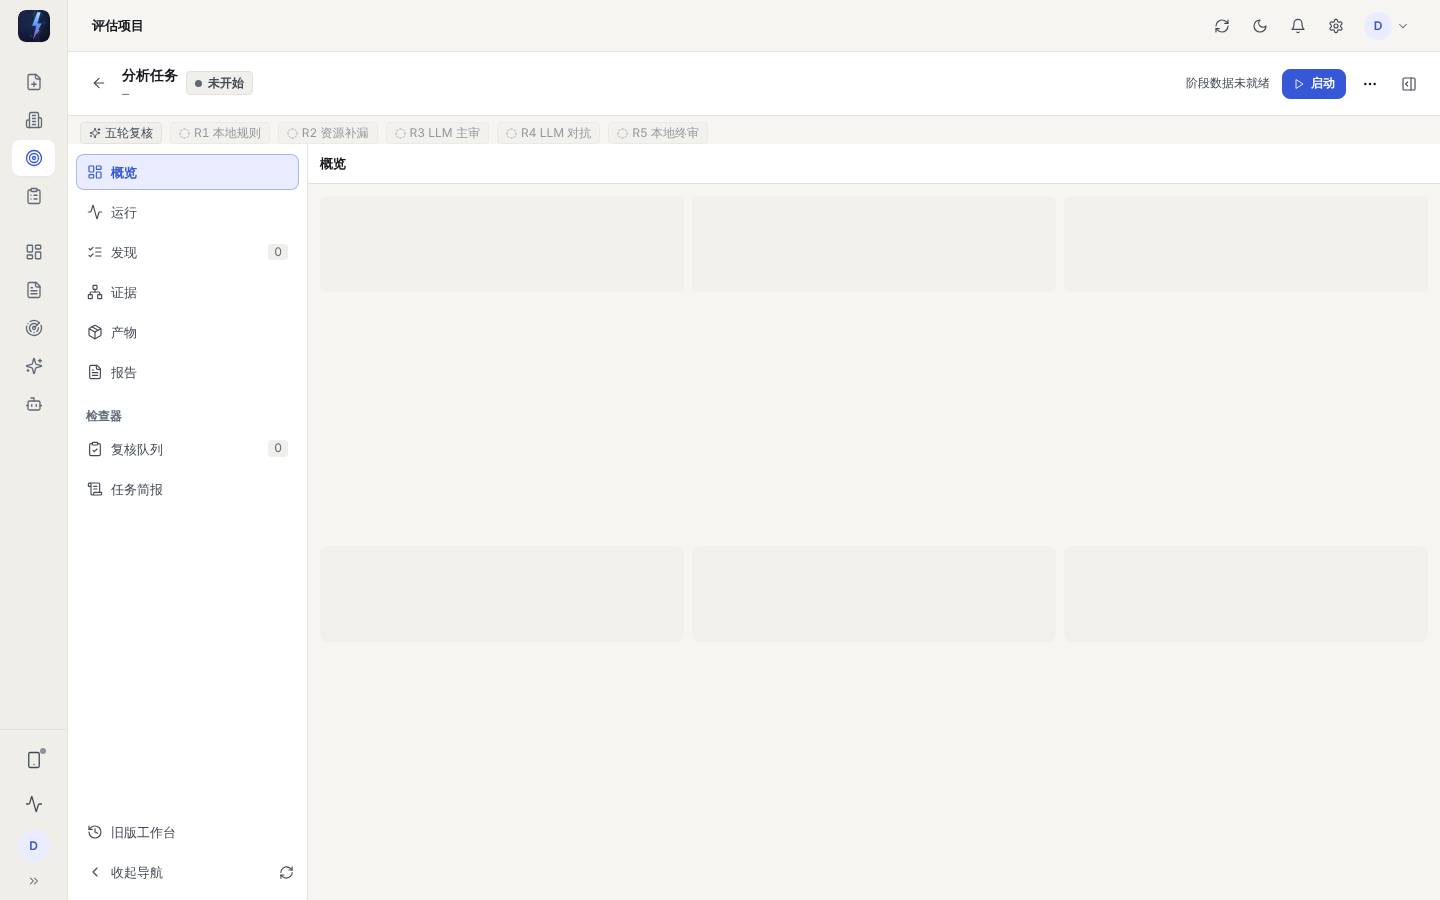 评估项目
D
分析任务
—
未开始
阶段数据未就绪
启动
五轮复核
R1 本地规则
R2 资源补漏
R3 LLM 主审
R4 LLM 对抗
R5 本地终审
概览
运行
发现
0
证据
产物
报告
检查器
复核队列
0
任务简报
旧版工作台
收起导航
概览
D